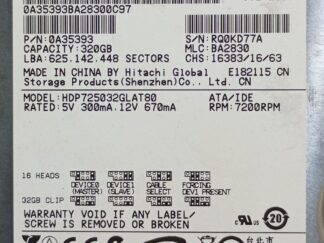 0A35393BA28300C97
P/N:0A35393 S/N:RQ0KD77A
CAPACITY:320GB MLC:BA2830
LBA:625.142.448 SECTORS CHS:16383/16/63
MADE IN CHINA BY Hitachi Global E182115 CN
Storage Products(Shenzhen)Co., Ltd. CN
MODEL:HDP725032GLAT80 ATA/IDE
RATED:5V 300mA.12V 670mA RPM:7200RPM
16 HEADS
DEVICE0 DEVICE1 CABLE FORCING
(MASTER) (SLAVE) SELECT DEV1 PRESENT
32GB CLIP
WARRANTY VOID IF ANY LABEL/
SCREW IS REMOVED OR BROKEN
c us 20
台北市